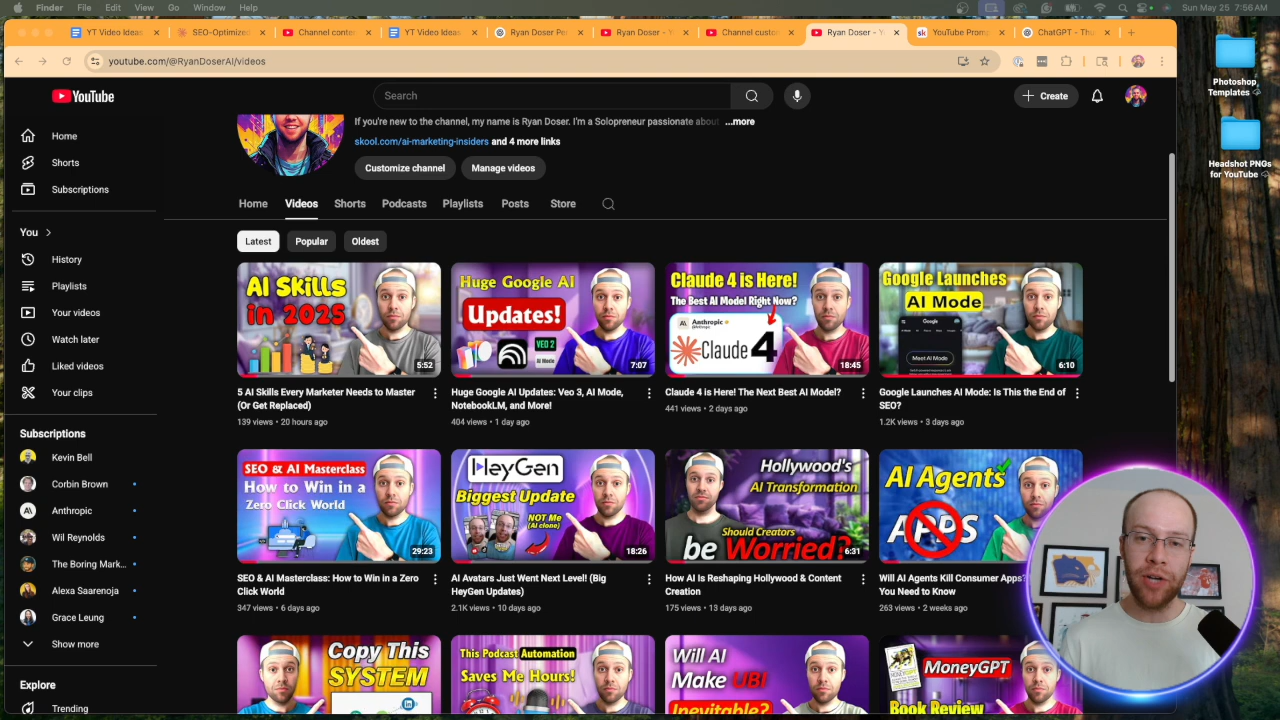 Finder File Edit View Go Window Help
Sun May 25 7:56 AM
YT Video Ideas
SEO-Optimized
Channel conter
YT Video Ideas
Ryan Doser Per
Ryan Doser - Y
Channel custo
Ryan Doser - Y
YouTube Promp
ChatGPT - Tha
youtube.com/@RyanDoserAI/videos
Photoshop
Templates
Headshot PNGs
for YouTube
YouTube
Search
Create
If you're new to the channel, my name is Ryan Doser. I'm a Solopreneur passionate about ...more
skool.com/ai-marketing-insiders and 4 more links
Customize channel
Manage videos
Home
Shorts
Subscriptions
You
History
Playlists
Your videos
Watch later
Liked videos
Your clips
Subscriptions
Kevin Bell
Corbin Brown
Anthropic
Wil Reynolds
The Boring Mark...
Alexa Saarenoja
Grace Leung
Show more
Explore
Trending
Home Videos Shorts Podcasts Playlists Posts Store
Latest Popular Oldest
AI Skills
in 2025
5:52
5 AI Skills Every Marketer Needs to Master
(Or Get Replaced)
139 views • 20 hours ago
Huge Google AI
Updates!
VEO 2
AI Mode
7:07
Huge Google AI Updates: Veo 3, AI Mode,
NotebookLM, and More!
404 views • 1 day ago
Claude 4 is Here!
The Best AI Model Right Now?
Anthropic
@AnthropicAI
Claude 4
18:45
Claude 4 is Here! The Next Best AI Model?
441 views • 2 days ago
Google Launches
AI Mode
Google
Meet AI Mode
6:10
Google Launches AI Mode: Is This the End of
SEO?
1.2K views • 3 days ago
SEO & AI Masterclass
How to Win in a
Zero Click World
29:23
SEO & AI Masterclass: How to Win in a Zero
Click World
347 views • 6 days ago
HeyGen
Biggest Update
NOT Me
(AI clone)
18:26
AI Avatars Just Went Next Level! (Big
HeyGen Updates)
2.1K views • 10 days ago
Hollywood's
AI Transformation
Should Creators
be Worried?
6:31
How AI Is Reshaping Hollywood & Content
Creation
175 views • 13 days ago
AI Agents
APPS
Will AI Agents Kill Consumer Apps?
You Need to Know
263 views • 2 weeks ago
Copy This
SYSTEM
This Podcast Automation
Saves Me Hours!
Will AI
Make UBI
Inevitable?
MoneyGPT
Book Review